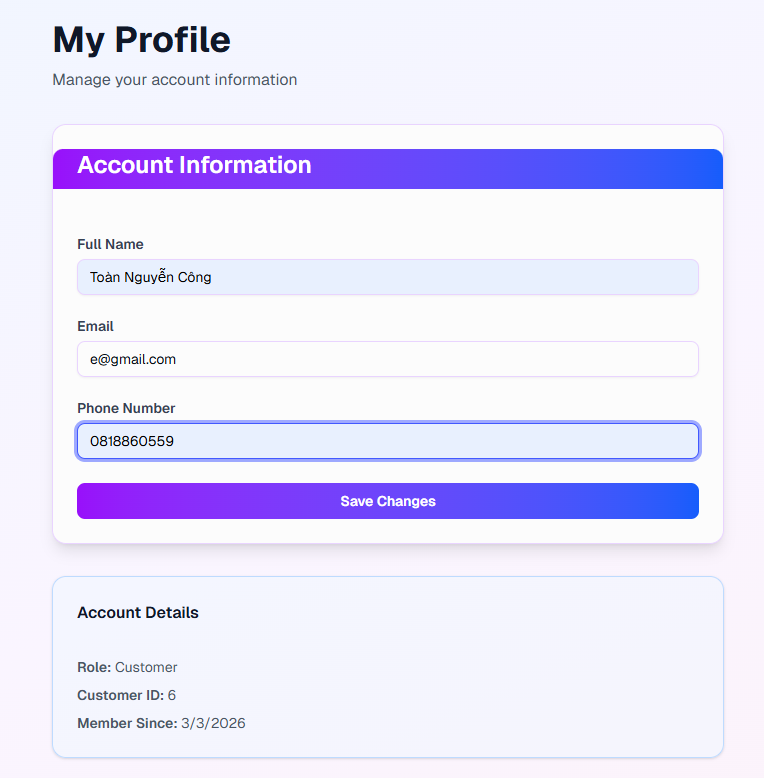 My Profile
Manage your account information
Account Information
Full Name
Toàn Nguyễn Công
Email
e@gmail.com
Phone Number
0818860559
Save Changes
Account Details
Role: Customer
Customer ID: 6
Member Since: 3/3/2026